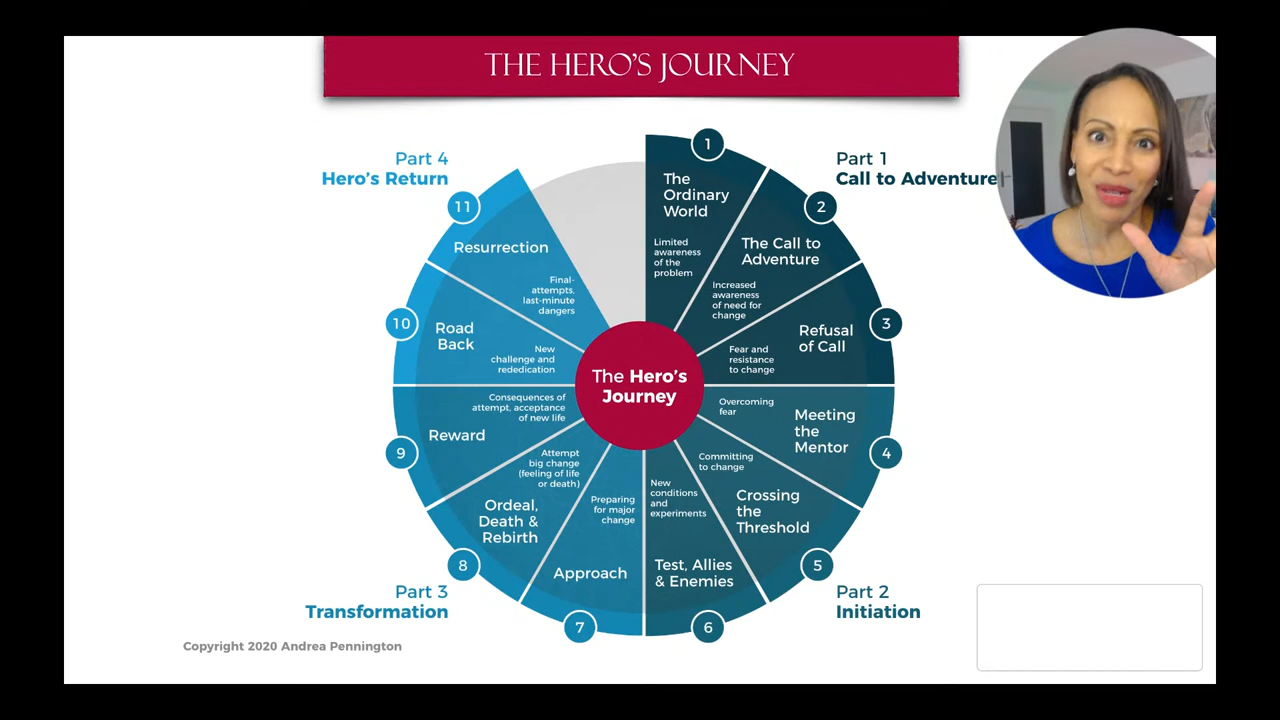 THE HERO'S JOURNEY
Part 1
Call to Adventure
1
The
Ordinary
World
Limited
awareness
of the
problem
2
The Call to
Adventure
Increased
awareness
of need for
change
3
Refusal
of Call
Fear and
resistance
to change
The Hero's
Journey
4
Meeting
the
Mentor
Overcoming
fear
5
Crossing
the
Threshold
Committing
to change
6
Test, Allies
& Enemies
New
conditions
and
experiments
Part 2
Initiation
7
Approach
Preparing
for major
change
8
Ordeal,
Death &
Rebirth
Attempt
big change
(feeling of life
or death)
Part 3
Transformation
9
Reward
Consequences of
attempt, acceptance
of new life
10
Road
Back
New
challenge and
rededication
11
Resurrection
Final-
attempts,
last-minute
dangers
Part 4
Hero's Return
Copyright 2020 Andrea Pennington